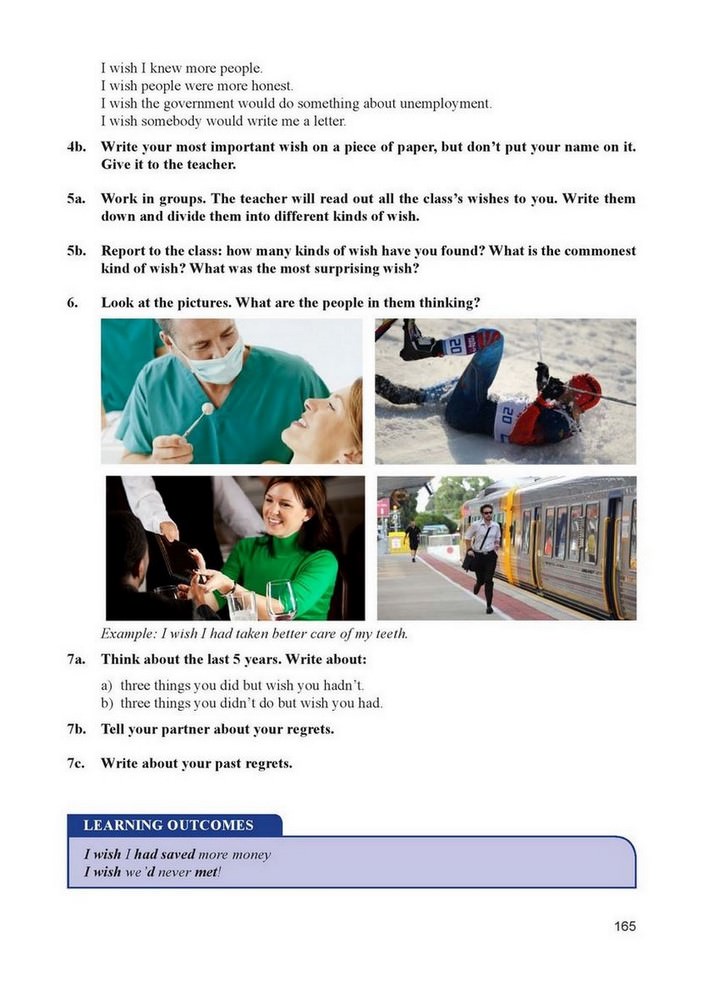 I wish I knew more people.
I wish people were more honest.
I wish the government would do something about unemployment.
I wish somebody would write me a letter.
4b. Write your most important wish on a piece of paper, but don't put your name on it.
Give it to the teacher.
5a. Work in groups. The teacher will read out all the class's wishes to you. Write them
down and divide them into different kinds of wish.
5b. Report to the class: how many kinds of wish have you found? What is the commonest
kind of wish? What was the most surprising wish?
6. Look at the pictures. What are the people in them thinking?
20
20
Example: I wish I had taken better care of my teeth.
7a. Think about the last 5 years. Write about:
a) three things you did but wish you hadn't.
b) three things you didn't do but wish you had.
7b. Tell your partner about your regrets.
7c. Write about your past regrets.
LEARNING OUTCOMES
I wish I had saved more money
I wish we'd never met!
165